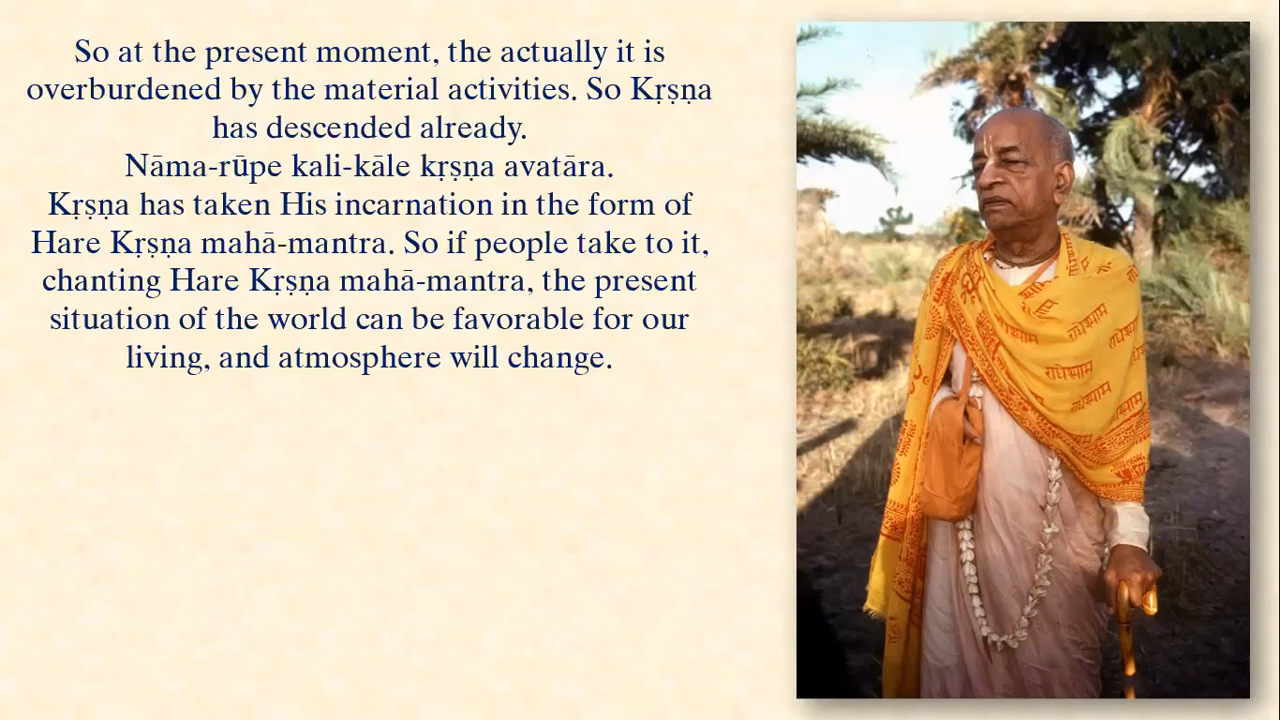 So at the present moment, the actually it is
overburdened by the material activities. So Kṛṣṇa
has descended already.
Nāma-rūpe kali-kāle kṛṣṇa avatāra.
Kṛṣṇa has taken His incarnation in the form of
Hare Kṛṣṇa mahā-mantra. So if people take to it,
chanting Hare Kṛṣṇa mahā-mantra, the present
situation of the world can be favorable for our
living, and atmosphere will change.
राधेश्याम
राधेश्याम
राधेश्याम
राधेश्याम